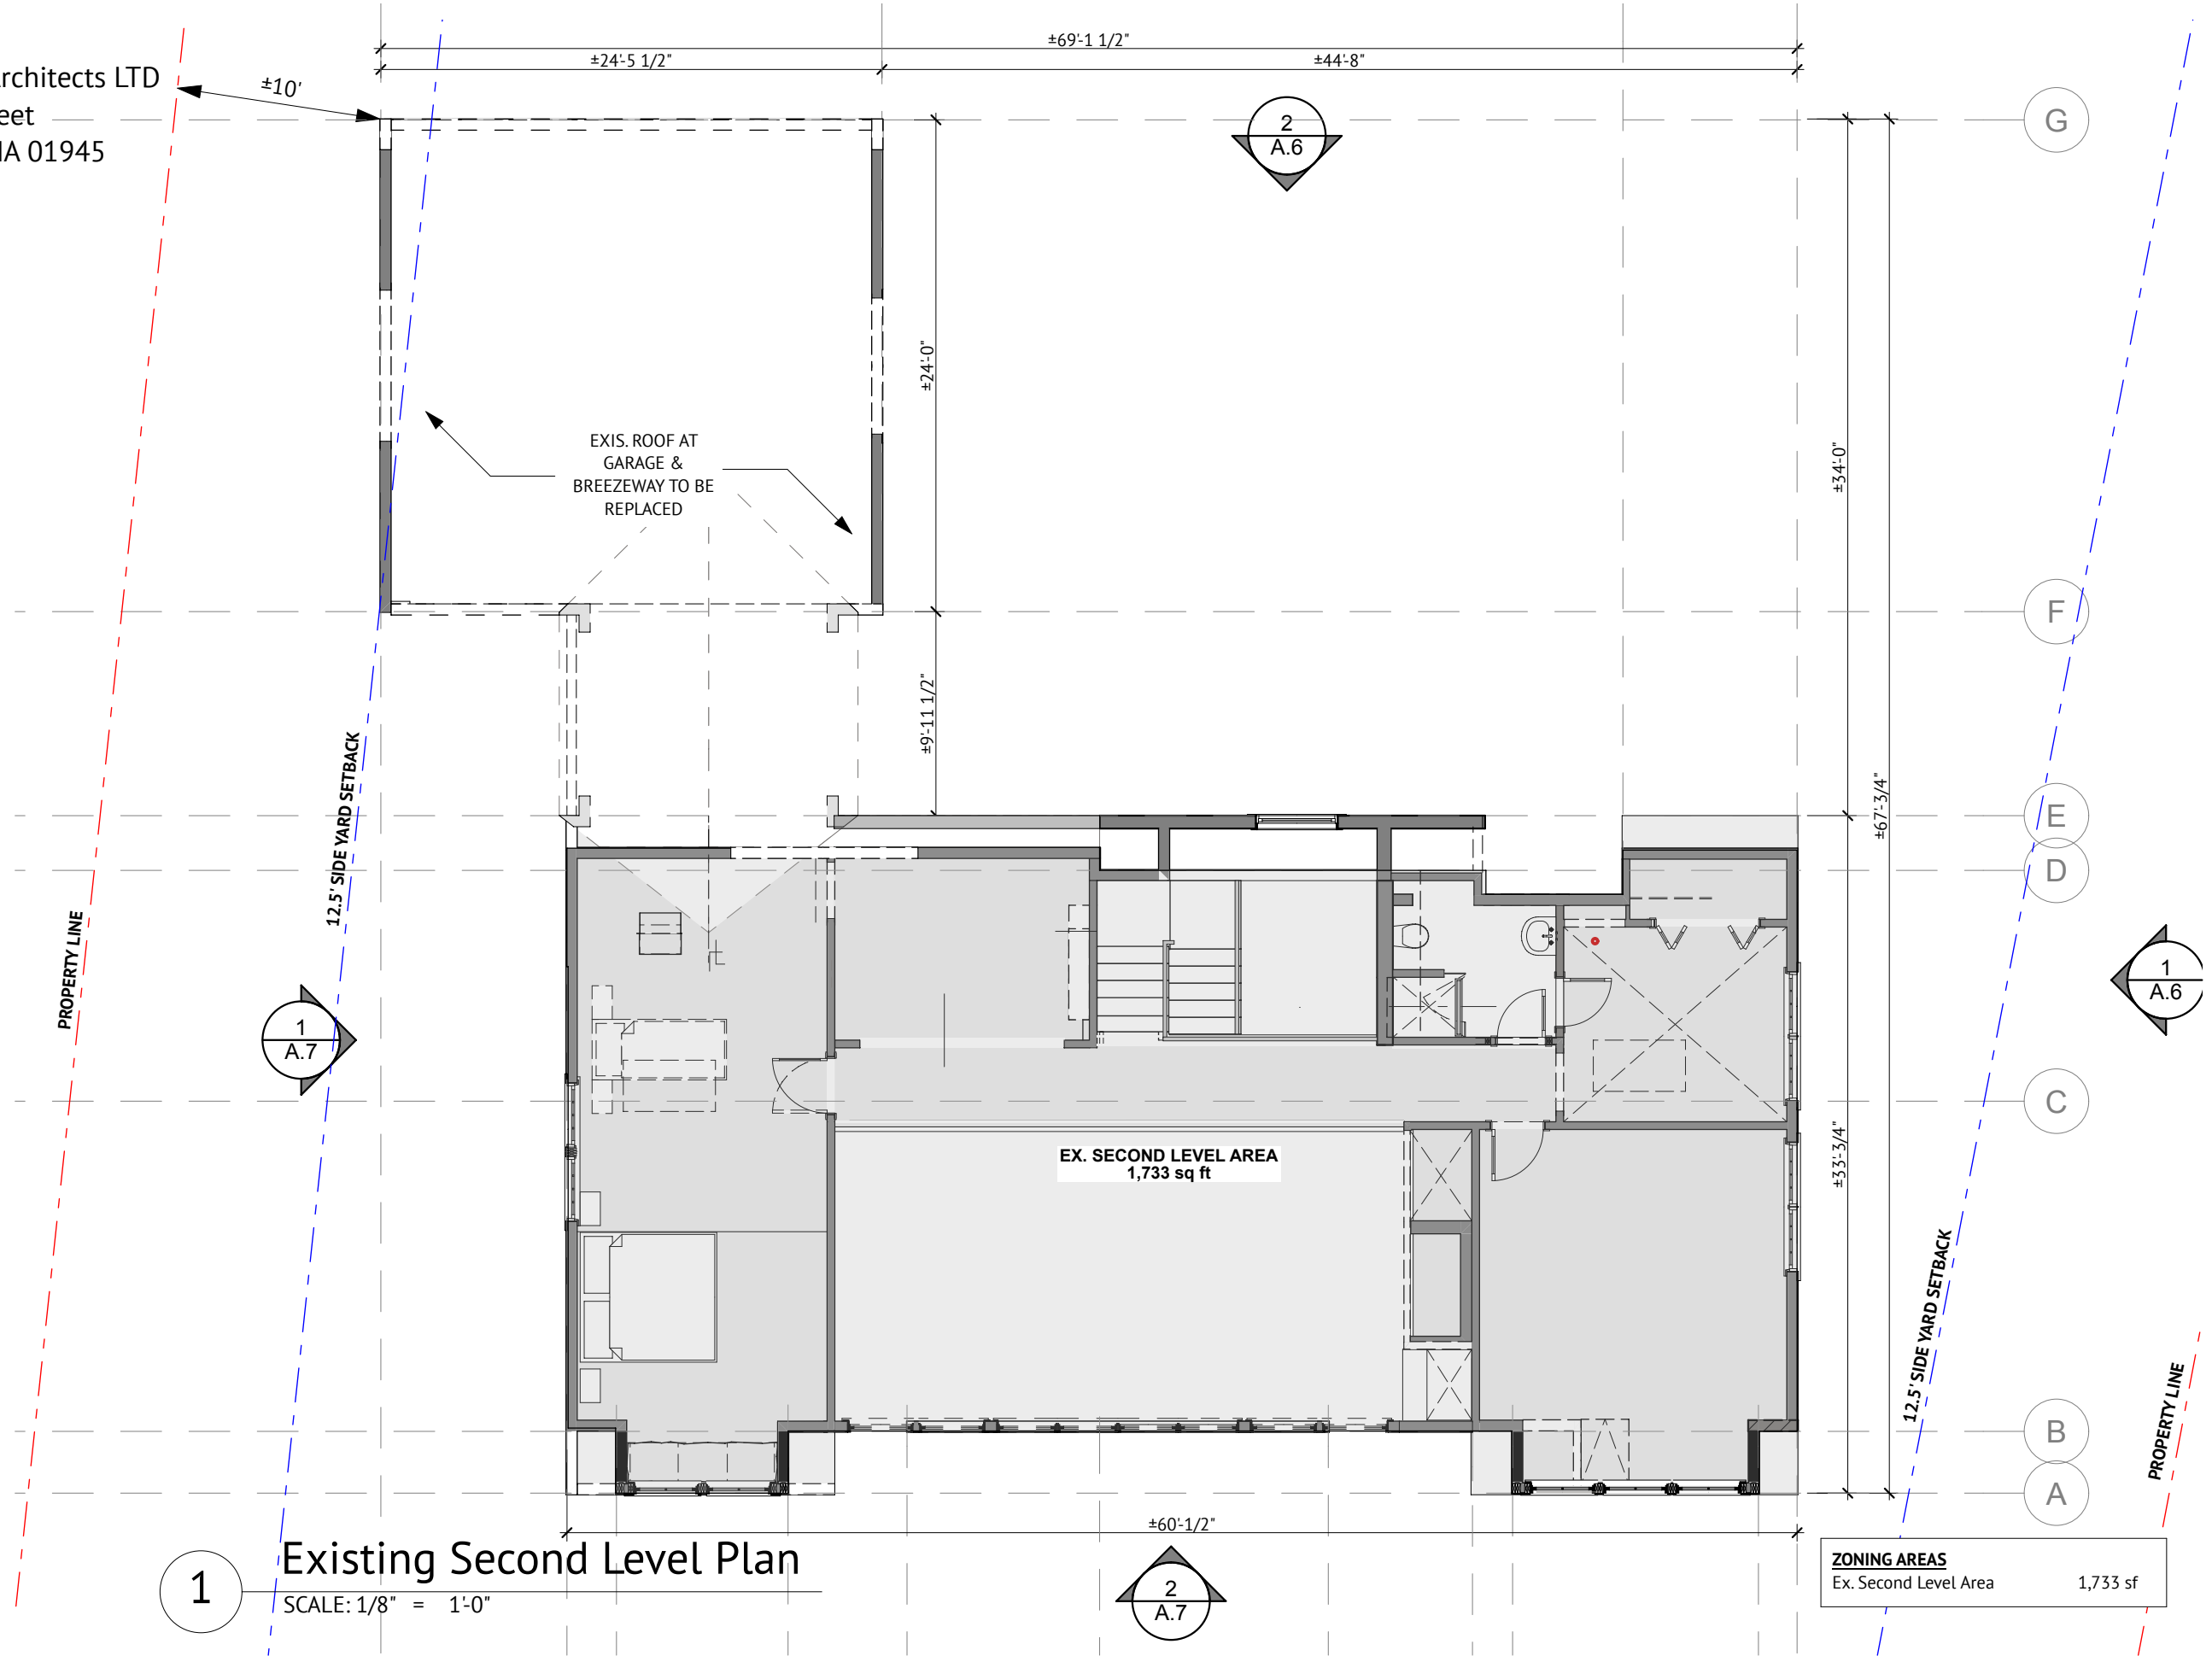 ±69'-1 1/2"
±24'-5 1/2"
±44'-8"
LTD
±10'
01945
2
A.6
G
±24'-0"
EXIS. ROOF AT
GARAGE &
BREEZEWAY TO BE
REPLACED
±34'-0"
F
±9'-11 1/2"
12.5' SIDE YARD SETBACK
±67'-3/4"
E
D
PROPERTY LINE
1
A.7
1
A.6
C
EX. SECOND LEVEL AREA
1,733 sq ft
±33'-3/4"
12.5' SIDE YARD SETBACK
PROPERTY LINE
B
A
±60'-1/2"
1
Existing Second Level Plan
SCALE: 1/8" = 1'-0"
2
A.7
ZONING AREAS
Ex. Second Level Area 1,733 sf